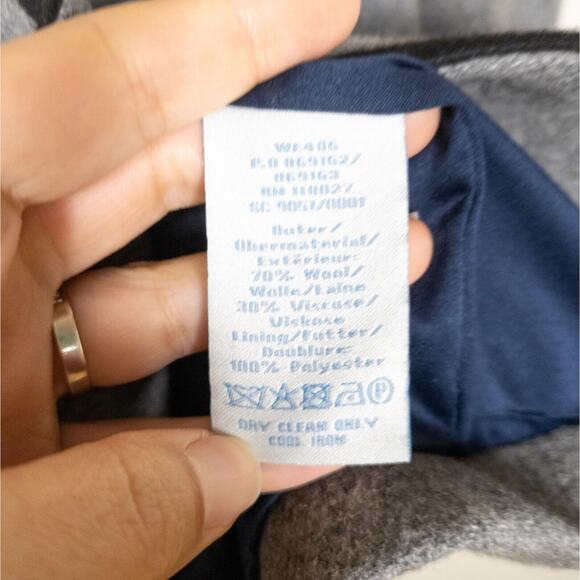 WE406
P.O 069162/
069163
RN 118027
SC 9051/0001
Outer/
Obermaterial/
Extérieur:
70% Wool/
Wolle/Laine
30% Viscose/
Viskose
Lining/Futter/
Doublure:
100% Polyester
P
DRY CLEAN ONLY
COOL IRON